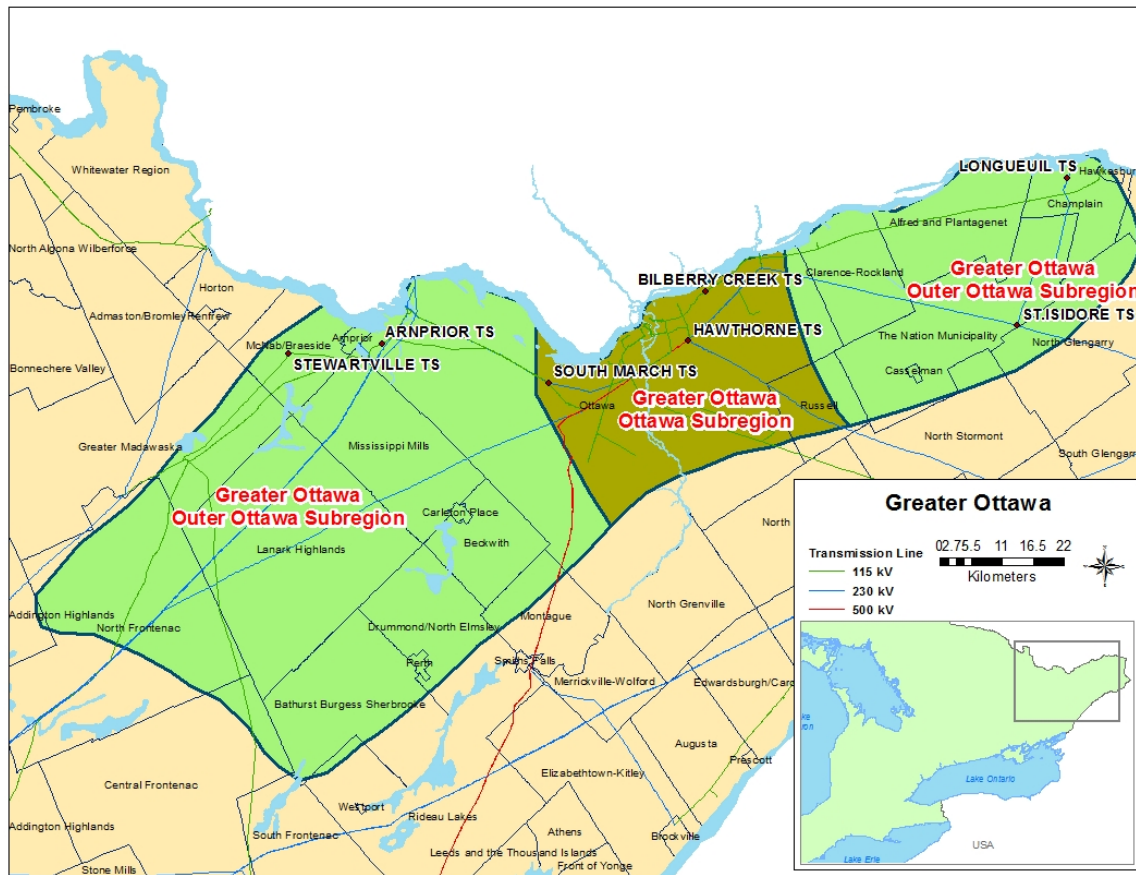 Pembroke
Whitewater Region
LONGUEUIL TS
Hawkesbury
Champlain
Alfred and Plantagenet
North Algona Wilberforce
Clarence-Rockland
Greater Ottawa
Outer Ottawa Subregion
BILBERRY CREEK TS
Horton
Admaston/Bromley
Renfrew
ST.ISIDORE TS
ARNPRIOR TS
HAWTHORNE TS
The Nation Municipality
North Glengarry
McNab/Braeside
Arnprior
STEWARTVILLE TS
Bonnechere Valley
SOUTH MARCH TS
Casselman
Greater Ottawa
Ottawa Subregion
Ottawa
Russell
North Stormont
Greater Madawaska
Mississippi Mills
South Glengarry
Greater Ottawa
Outer Ottawa Subregion
Carleton Place
Beckwith
Lanark Highlands
North
Greater Ottawa
02.75.5 11 16.5 22
Kilometers
Transmission Line
115 kV
230 kV
500 kV
North Grenville
Addington Highlands
North Frontenac
Montague
Drummond/North Elmsley
Smiths Falls
Perth
Merrickville-Wolford
Edwardsburgh/Card
Bathurst Burgess Sherbrooke
Augusta
Prescott
Central Frontenac
Elizabethtown-Kitley
Westport
Rideau Lakes
Addington Highlands
South Frontenac
Athens
Brockville
Leeds and the Thousand Islands
Front of Yonge
Stone Mills
Lake Ontario
USA
Lake Erie